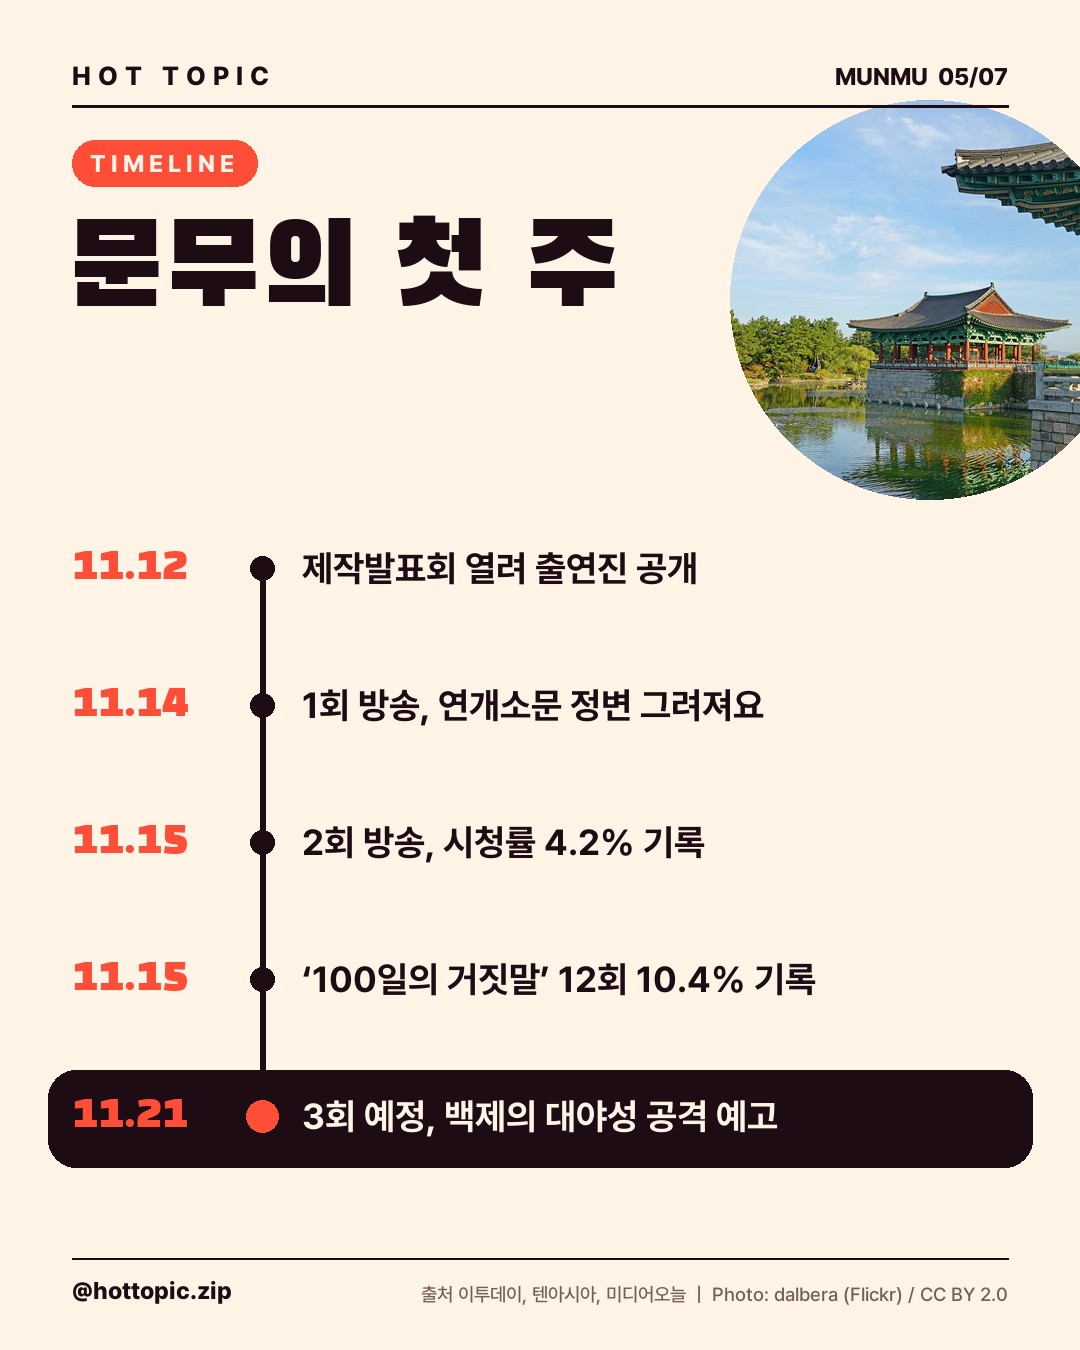 HOT TOPIC
MUNMU 05/07
TIMELINE
문무의 첫 주
11.12 제작발표회 열려 출연진 공개
11.14 1회 방송, 연개소문 정변 그려져요
11.15 2회 방송, 시청률 4.2% 기록
11.15 ‘100일의 거짓말’ 12회 10.4% 기록
11.21 3회 예정, 백제의 대야성 공격 예고
@hottopic.zip
출처 이투데이, 텐아시아, 미디어오늘 | Photo: dalbera (Flickr) / CC BY 2.0